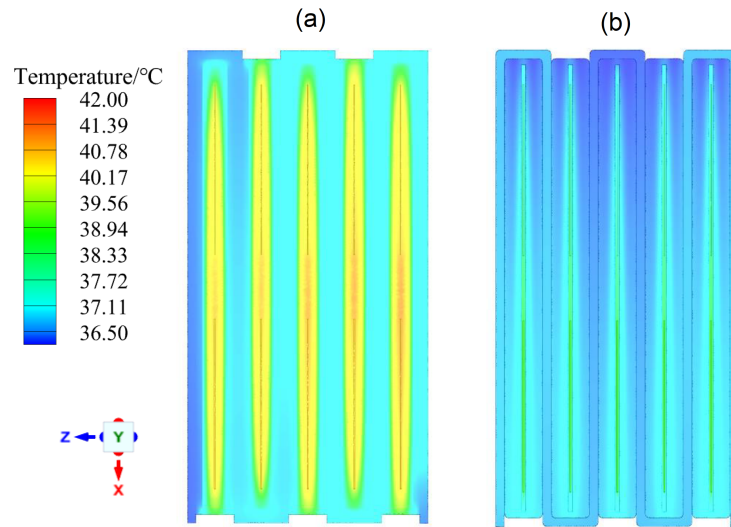 (a)
(b)
Temperature/°C
42.00
41.39
40.78
40.17
39.56
38.94
38.33
37.72
37.11
36.50
Z
Y
X